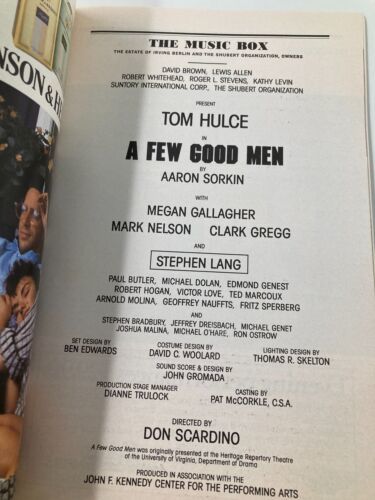 NSON & H
THE MUSIC BOX
THE ESTATE OF IRVING BERLIN AND THE SHUBERT ORGANIZATION, OWNERS
DAVID BROWN, LEWIS ALLEN
ROBERT WHITEHEAD, ROGER L. STEVENS, KATHY LEVIN
SUNTORY INTERNATIONAL CORP., THE SHUBERT ORGANIZATION
PRESENT
TOM HULCE
IN
A FEW GOOD MEN
BY
AARON SORKIN
WITH
MEGAN GALLAGHER
MARK NELSON CLARK GREGG
AND
STEPHEN LANG
PAUL BUTLER, MICHAEL DOLAN, EDMOND GENEST
ROBERT HOGAN, VICTOR LOVE, TED MARCOUX
ARNOLD MOLINA, GEOFFREY NAUFFTS, FRITZ SPERBERG
AND
STEPHEN BRADBURY, JEFFREY DREISBACH, MICHAEL GENET
JOSHUA MALINA, MICHAEL O'HARE, RON OSTROW
SET DESIGN BY COSTUME DESIGN BY LIGHTING DESIGN BY
BEN EDWARDS DAVID C. WOOLARD THOMAS R. SKELTON
SOUND SCORE & DESIGN BY
JOHN GROMADA
PRODUCTION STAGE MANAGER CASTING BY
DIANNE TRULOCK PAT McCORKLE, C.S.A.
DIRECTED BY
DON SCARDINO
A Few Good Men was originally presented at the Heritage Repertory Theatre
of the University of Virginia, Department of Drama
PRODUCED IN ASSOCIATION WITH THE
JOHN F. KENNEDY CENTER FOR THE PERFORMING ARTS